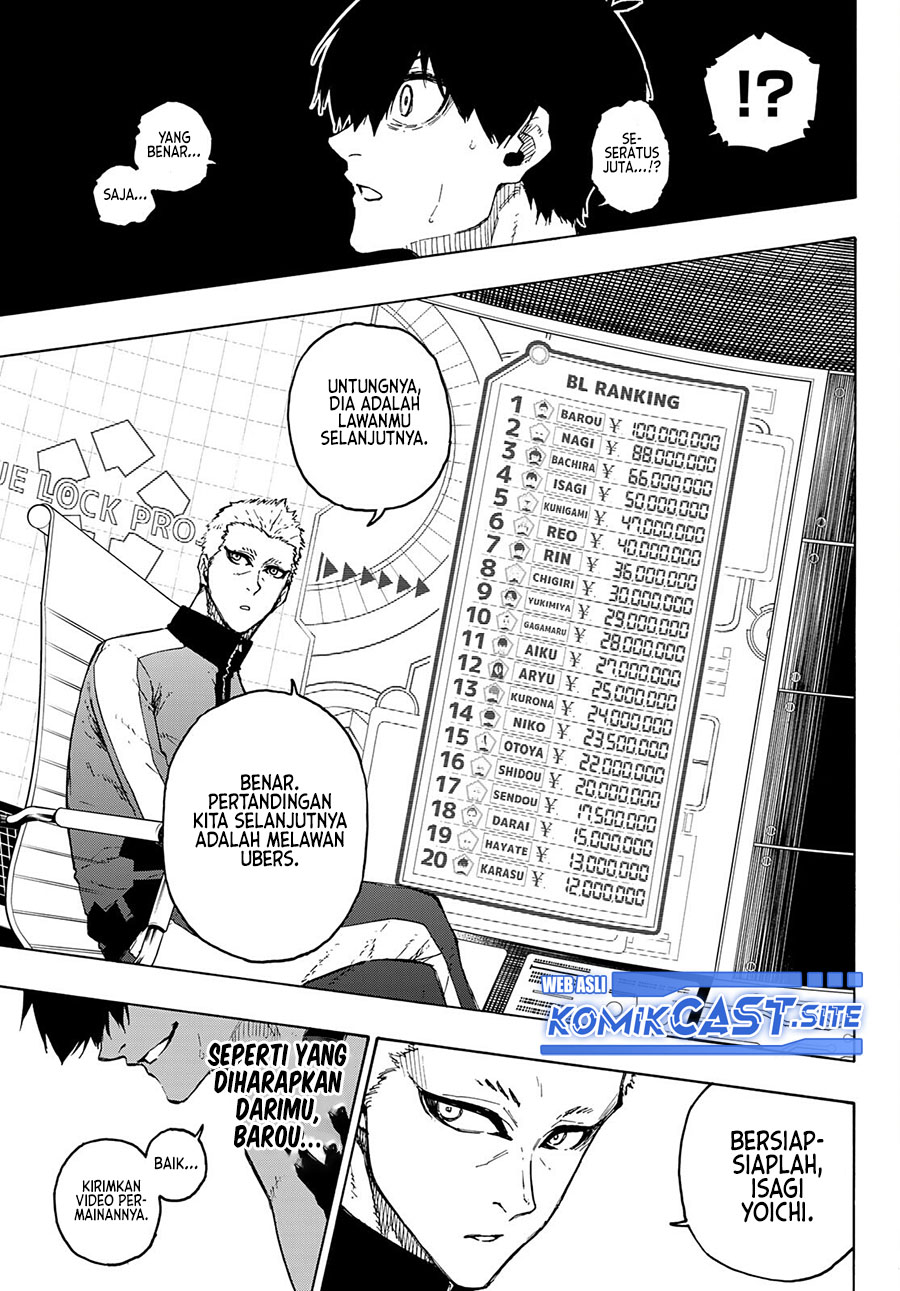 !?
SE-
SERATUS
JUTA...!?
YANG
BENAR...
SAJA...
UNTUNGNYA,
DIA ADALAH
LAWANMU
SELANJUTNYA.
UE LOCK PRO
BL RANKING
1 BAROU ¥ 100.000.000
2 NAGI ¥ 88.000.000
3 BACHIRA ¥ 66.000.000
4 ISAGI ¥ 50.000.000
5 KUNIGAMI ¥ 47.000.000
6 REO ¥ 40.000.000
7 RIN ¥ 36.000.000
8 CHIGIRI ¥ 30.000.000
9 YUKIMIYA ¥ 29.000.000
10 GAGAMARU ¥ 28.000.000
11 AIKU ¥ 27.000.000
12 ARYU ¥ 25.000.000
13 KURONA ¥ 24.000.000
14 NIKO ¥ 23.500.000
15 OTOYA ¥ 22.000.000
16 SHIDOU ¥ 20.000.000
17 SENDOU ¥ 17.500.000
18 DARAI ¥ 15.000.000
19 HAYATE ¥ 13.000.000
20 KARASU ¥ 12.000.000
BENAR.
PERTANDINGAN
KITA SELANJUTNYA
ADALAH MELAWAN
UBERS.
WEB ASLI
KOMIKCAST.SITE
BERSIAP-
SIAPLAH,
ISAGI
YOICHI.
SEPERTI YANG
DIHARAPKAN
DARIMU,
BAROU...
BAIK...
KIRIMKAN
VIDEO PER-
MAINANNYA.